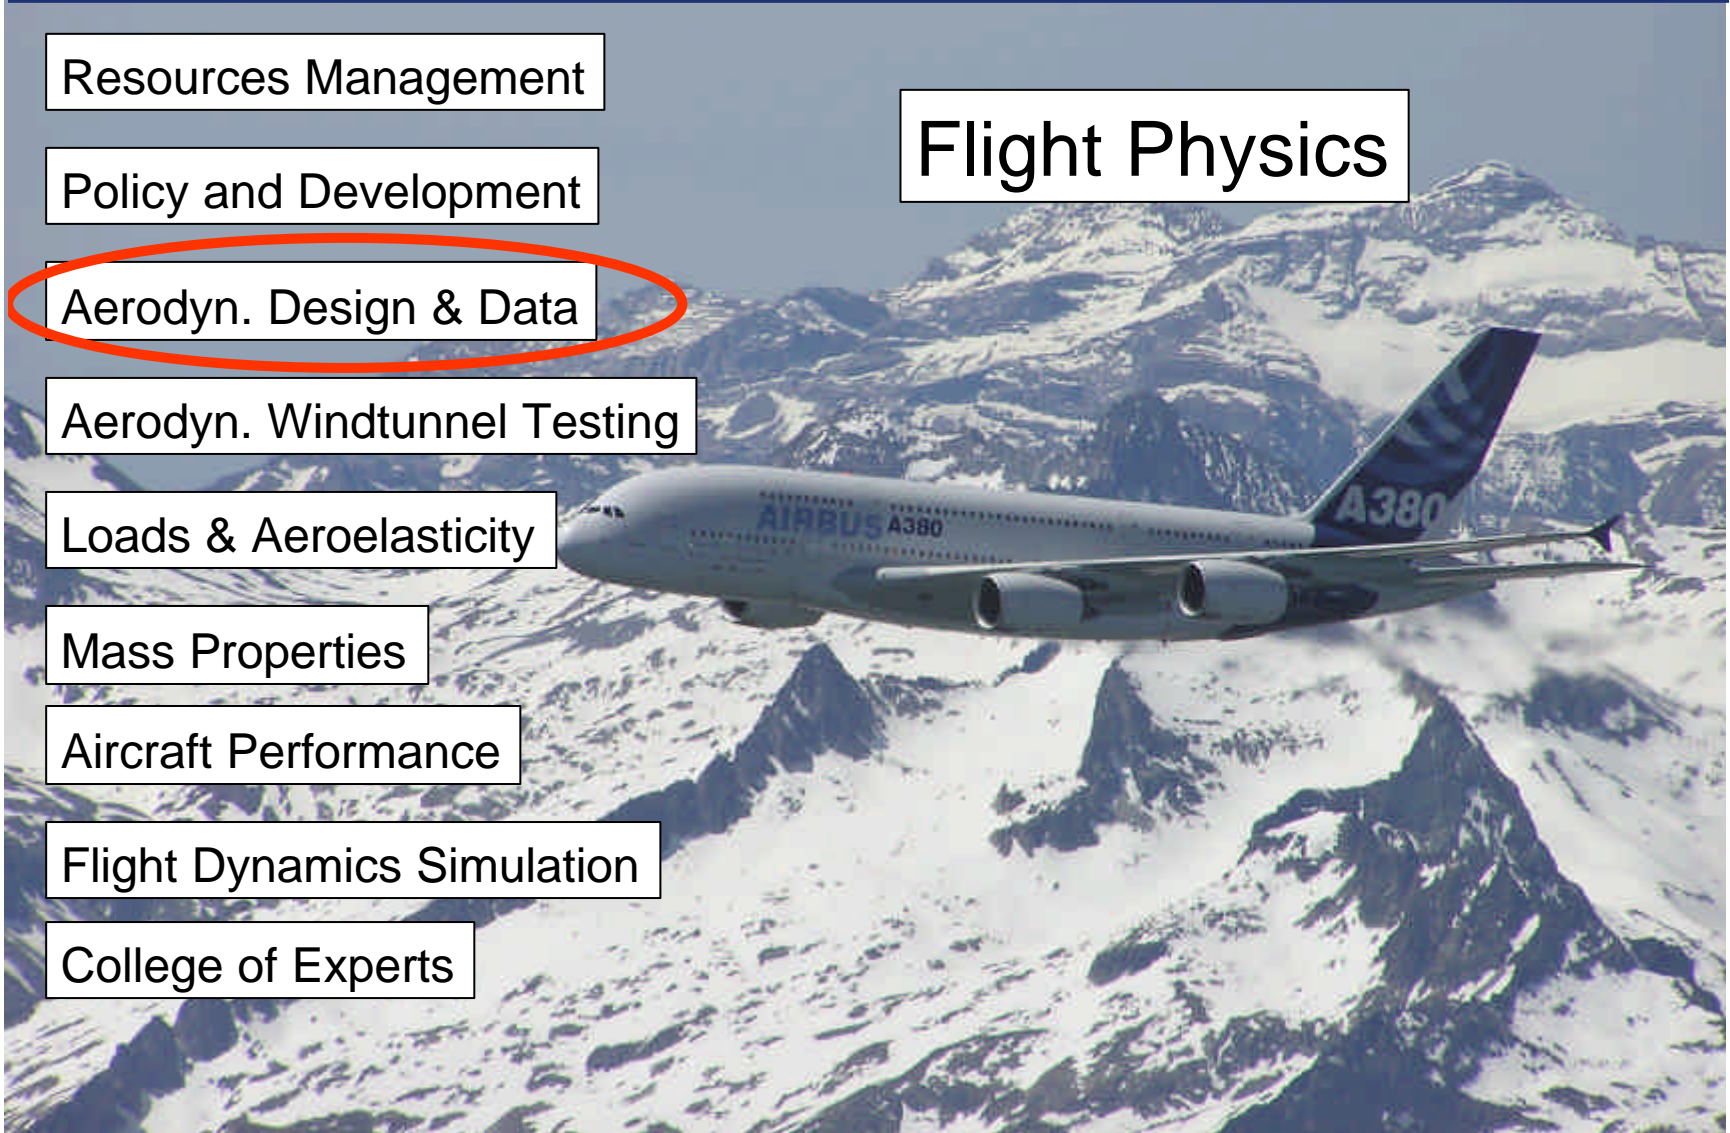 Resources Management
Flight Physics
Policy and Development
Aerodyn. Design & Data
Aerodyn. Windtunnel Testing
Loads & Aeroelasticity
AIRBUS A380
A380
Mass Properties
Aircraft Performance
Flight Dynamics Simulation
College of Experts